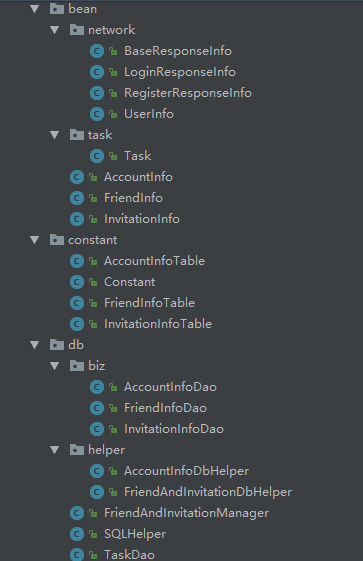 bean
network
BaseResponseInfo
LoginResponseInfo
RegisterResponseInfo
UserInfo
task
Task
AccountInfo
FriendInfo
InvitationInfo
constant
AccountInfoTable
Constant
FriendInfoTable
InvitationInfoTable
db
biz
AccountInfoDao
FriendInfoDao
InvitationInfoDao
helper
AccountInfoDbHelper
FriendAndInvitationDbHelper
FriendAndInvitationManager
SQLHelper
TaskDao